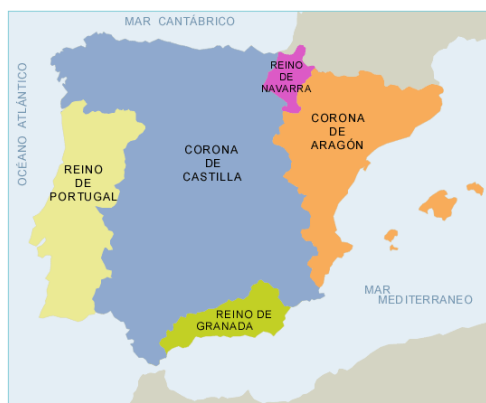 MAR CANTÁBRICO
OCÉANO ATLÁNTICO
REINO
DE
NAVARRA
CORONA
DE
ARAGÓN
CORONA
DE
CASTILLA
REINO
DE
PORTUGAL
MAR
MEDITERRANEO
REINO DE
GRANADA